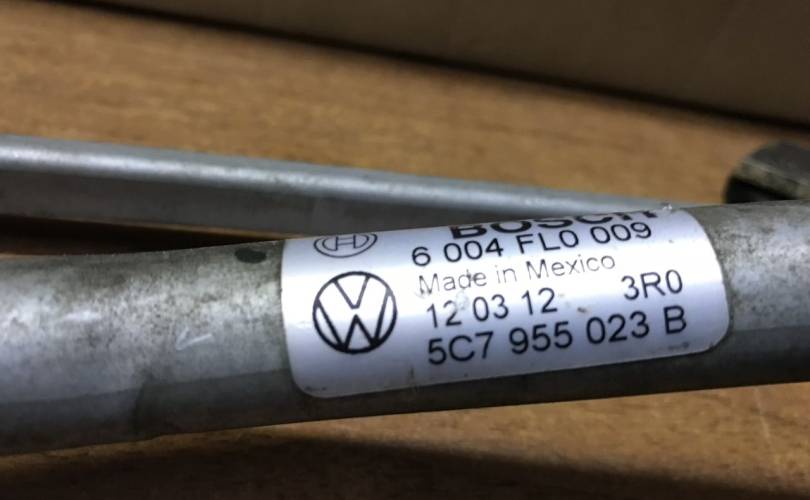 BOSCH
6 004 FL0 009
Made in Mexico
12 03 12 3R0
5C7 955 023 B